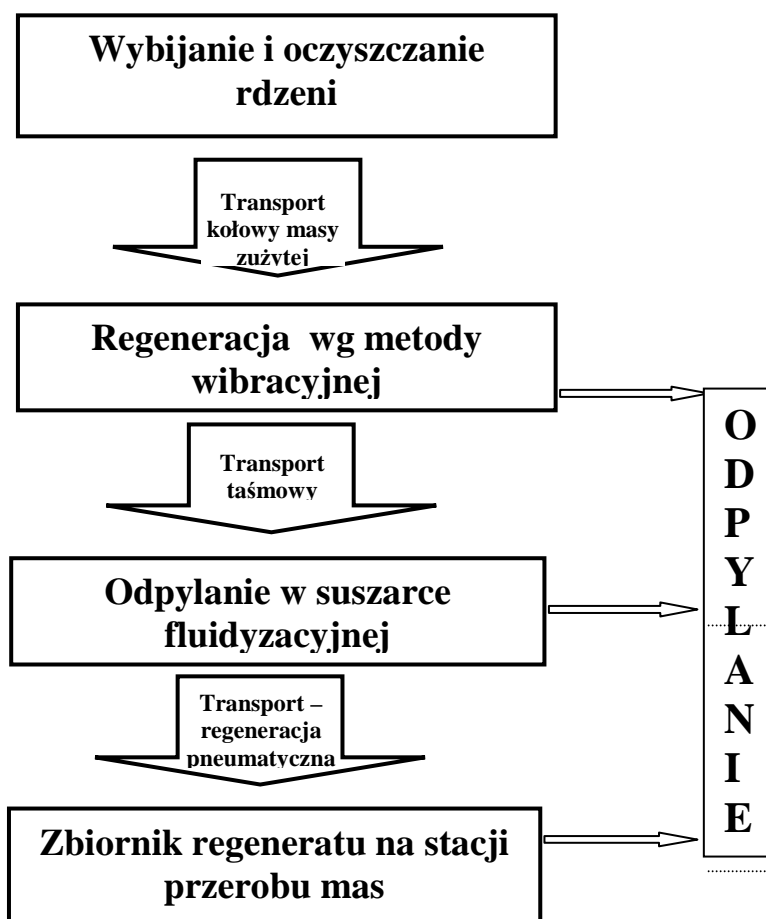 Wybijanie i oczyszczanie
rdzeni
Transport
kołowy masy
zużytej
Regeneracja wg metody
wibracyjnej
Transport
taśmowy
Odpylanie w suszarce
fluidyzacyjnej
Transport –
regeneracja
pneumatyczna
Zbiornik regeneratu na stacji
przerobu mas
O
D
P
Y
L
A
N
I
E